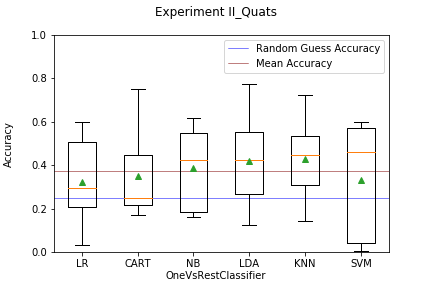 Experiment II_Quats
Random Guess Accuracy
Mean Accuracy
Accuracy
1.0
0.8
0.6
0.4
0.2
0.0
LR CART NB LDA KNN SVM
OneVsRestClassifier